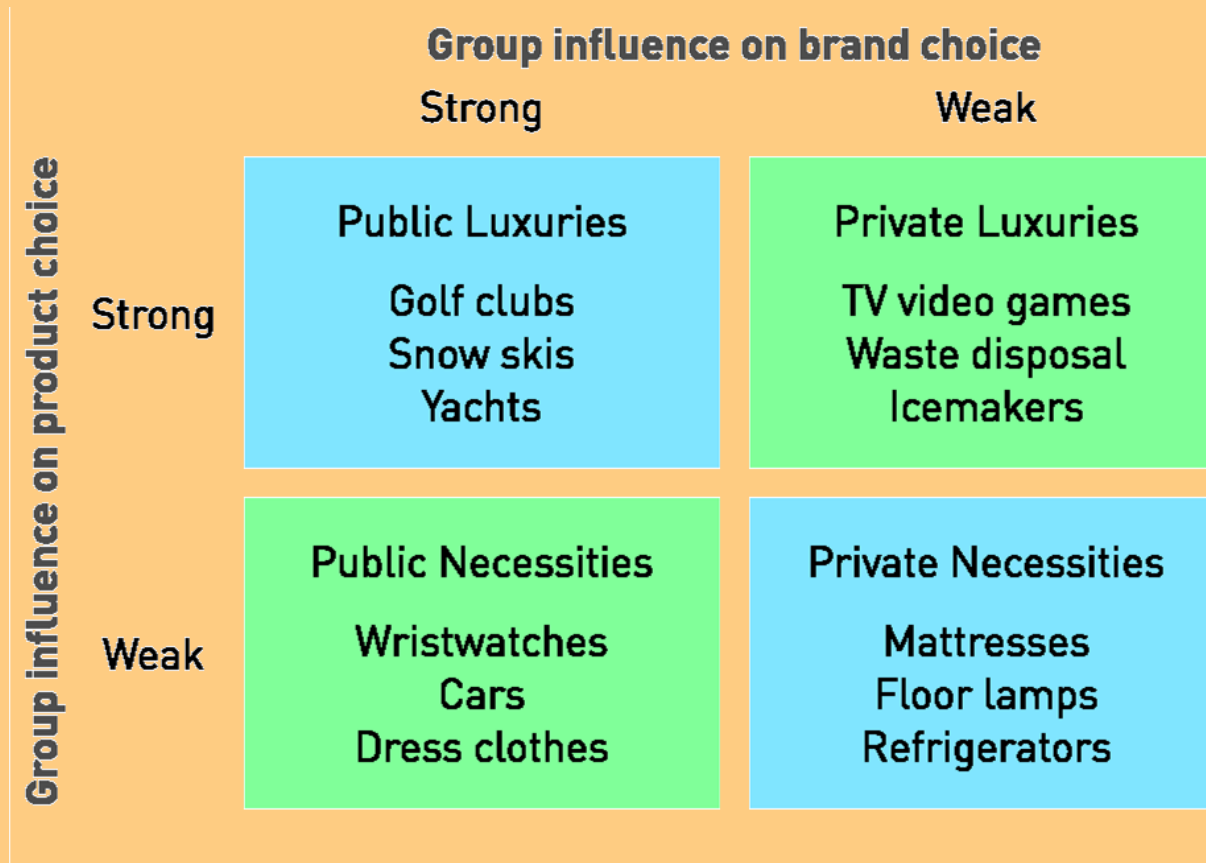 Group influence on brand choice
Strong
Weak
Group influence on product choice
Strong
Public Luxuries
Golf clubs
Snow skis
Yachts
Private Luxuries
TV video games
Waste disposal
Icemakers
Weak
Public Necessities
Wristwatches
Cars
Dress clothes
Private Necessities
Mattresses
Floor lamps
Refrigerators